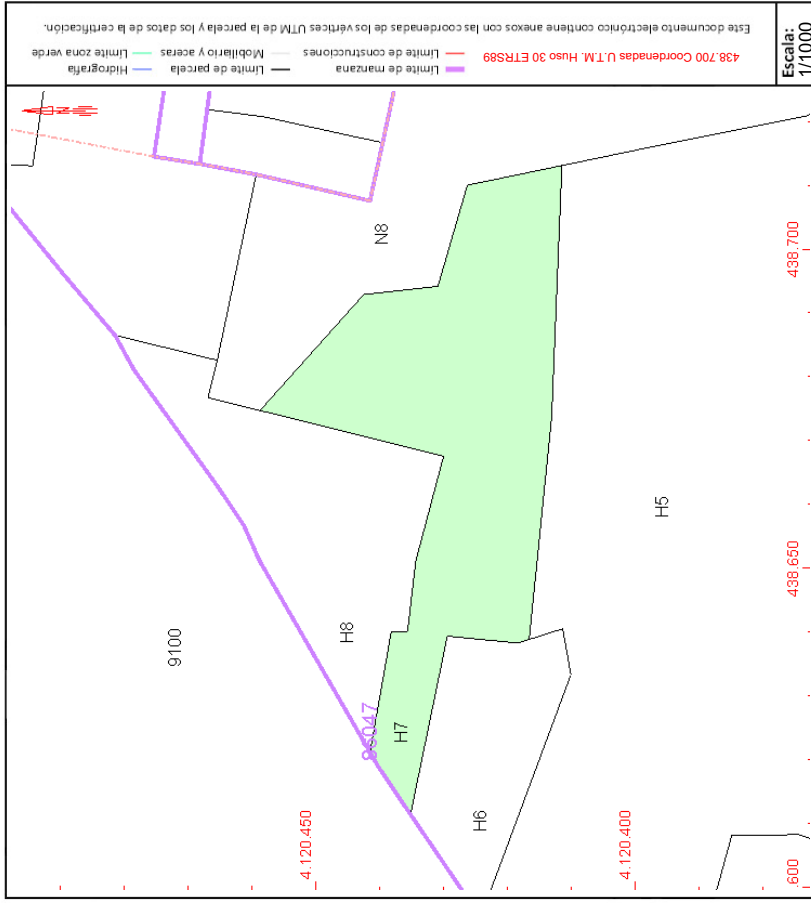 Este documento electrónico contiene anexos con las coordenadas de los vértices UTM de la parcela y los datos de la certificación.
438.700 Coordenadas U.T.M. Huso 30 ETRS89
Límite de construcciones
Mobiliario y aceras
Límite zona verde
Límite de manzana
Límite de parcela
Hidrografía
Escala:
1/1000
N8
438.700
9100
H8
86047
H7
H6
H5
438.650
4.120.450
4.120.400
.600